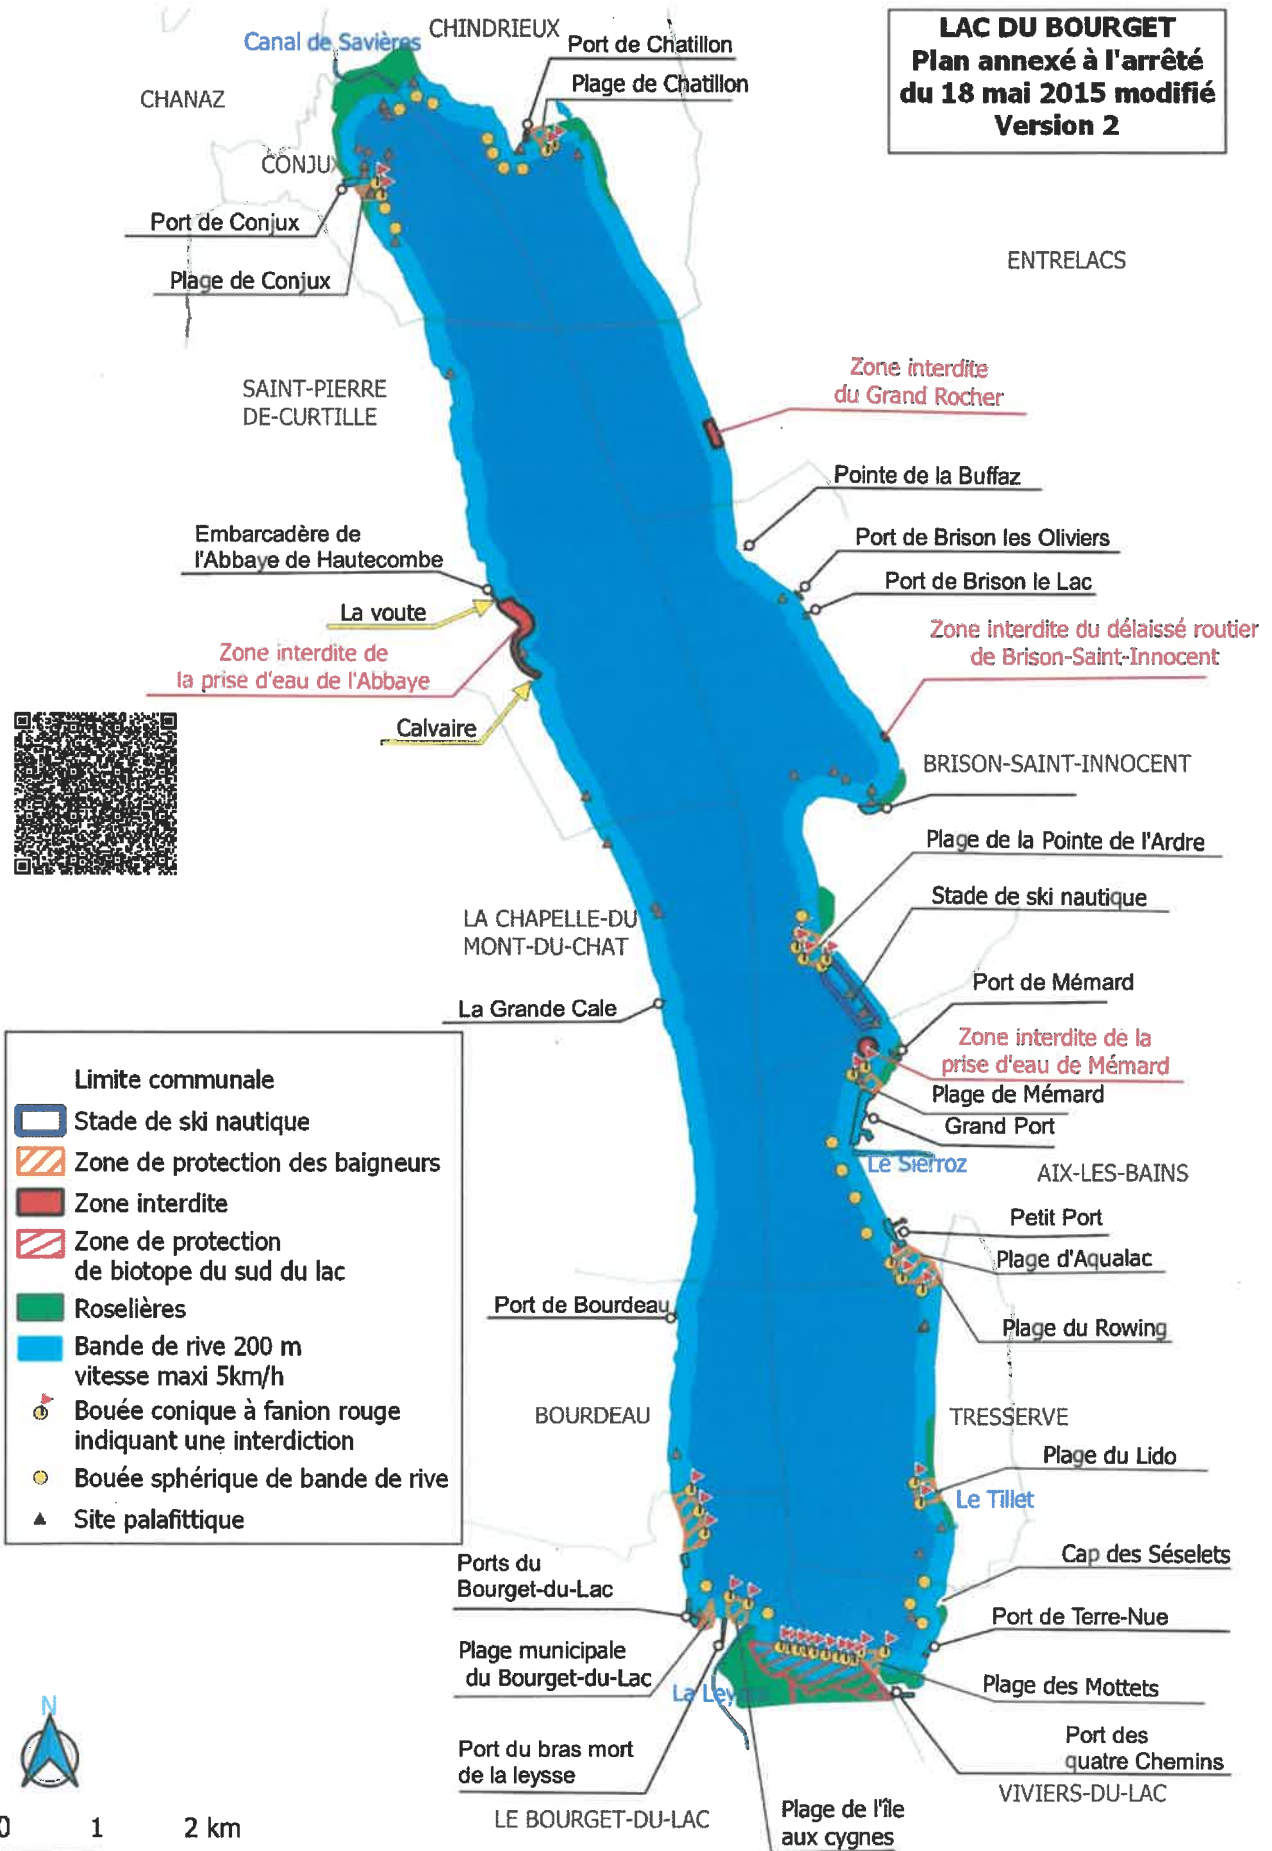 LAC DU BOURGET
Plan annexé à l'arrêté
du 18 mai 2015 modifié
Version 2
CHINDRIEUX
Canal de Savières
Port de Chatillon
Plage de Chatillon
CHANAZ
CONJUX
Port de Conjux
Plage de Conjux
ENTRELACS
SAINT-PIERRE
DE-CURTILLE
Zone interdite
du Grand Rocher
Pointe de la Buffaz
Embarcadère de
l'Abbaye de Hautecombe
Port de Brison les Oliviers
Port de Brison le Lac
La voute
Zone interdite de
la prise d'eau de l'Abbaye
Zone interdite du délaissé routier
de Brison-Saint-Innocent
Calvaire
BRISON-SAINT-INNOCENT
Plage de la Pointe de l'Ardre
Stade de ski nautique
LA CHAPELLE-DU
MONT-DU-CHAT
Port de Mémard
La Grande Cale
Zone interdite de la
prise d'eau de Mémard
Plage de Mémard
Grand Port
Le Sierroz
AIX-LES-BAINS
Petit Port
Plage d'Aqualac
Port de Bourdeau
Plage du Rowing
BOURDEAU
TRESSERVE
Plage du Lido
Le Tillet
Cap des Séselets
Ports du
Bourget-du-Lac
Port de Terre-Nue
Plage municipale
du Bourget-du-Lac
Plage des Mottets
La Leysse
Port du bras mort
de la leysse
Port des
quatre Chemins
VIVIERS-DU-LAC
LE BOURGET-DU-LAC
Plage de l'île
aux cygnes
Limite communale
Stade de ski nautique
Zone de protection des baigneurs
Zone interdite
Zone de protection
de biotope du sud du lac
Roselières
Bande de rive 200 m
vitesse maxi 5km/h
Bouée conique à fanion rouge
indiquant une interdiction
Bouée sphérique de bande de rive
Site palafittique
N
0 1 2 km